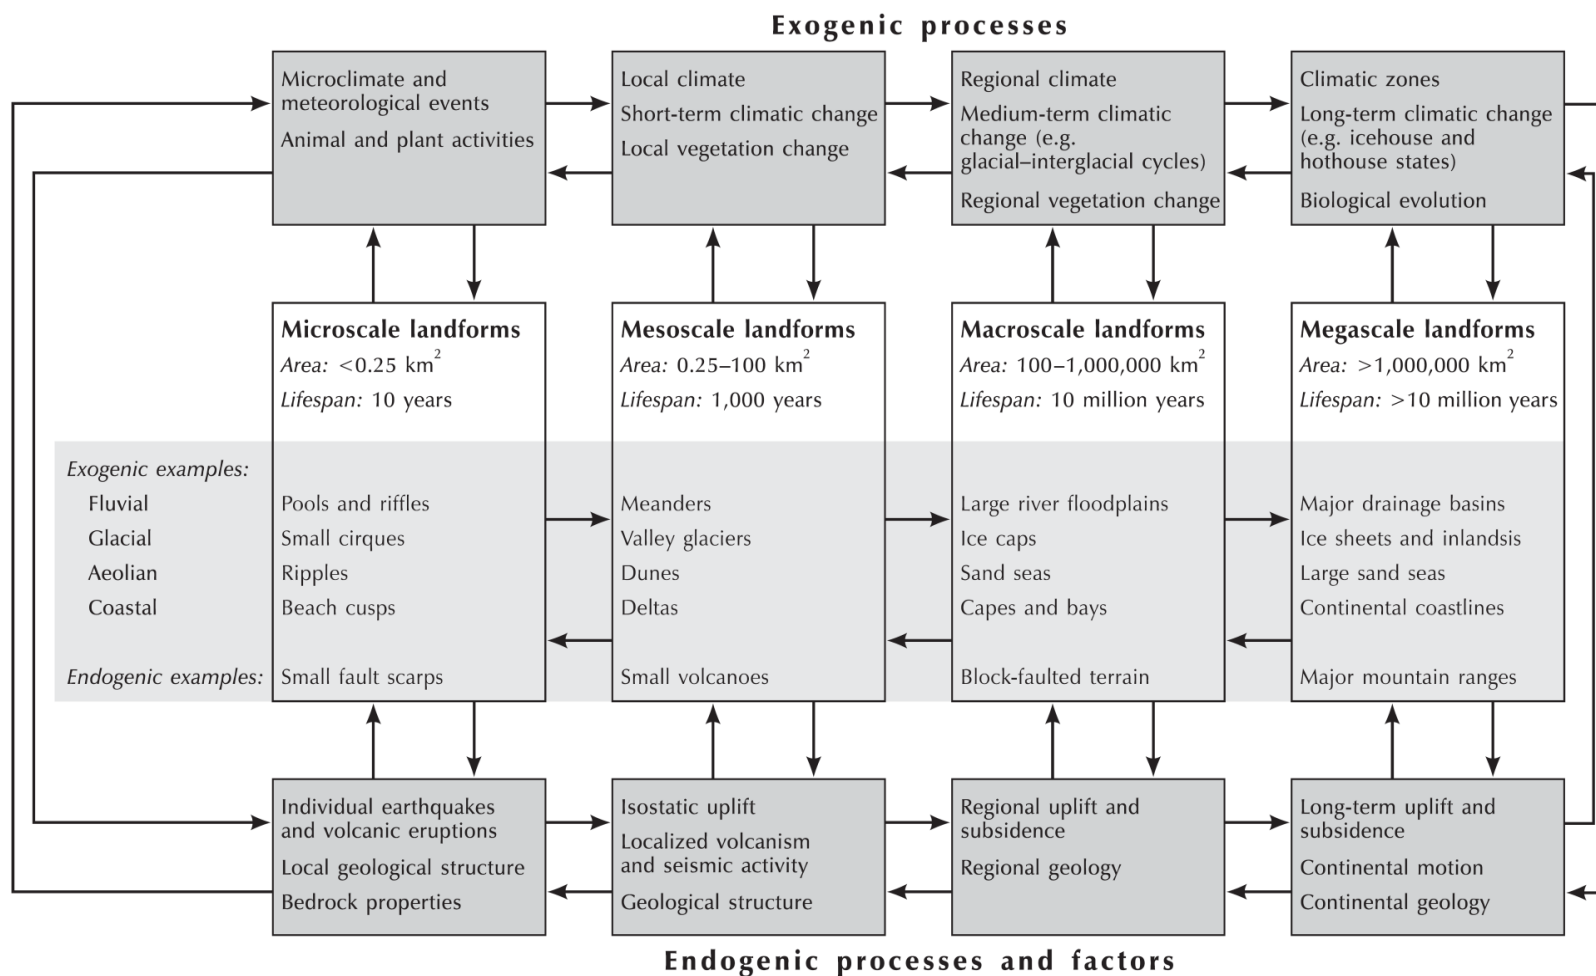 Exogenic processes
Microclimate and
meteorological events
Animal and plant activities
Local climate
Short-term climatic change
Local vegetation change
Regional climate
Medium-term climatic
change (e.g.
glacial–interglacial cycles)
Regional vegetation change
Climatic zones
Long-term climatic change
(e.g. icehouse and
hothouse states)
Biological evolution
Microscale landforms
Area: <0.25 km²
Lifespan: 10 years
Mesoscale landforms
Area: 0.25–100 km²
Lifespan: 1,000 years
Macroscale landforms
Area: 100–1,000,000 km²
Lifespan: 10 million years
Megascale landforms
Area: >1,000,000 km²
Lifespan: >10 million years
Exogenic examples:
Fluvial Pools and riffles Meanders Large river floodplains Major drainage basins
Glacial Small cirques Valley glaciers Ice caps Ice sheets and inlandsis
Aeolian Ripples Dunes Sand seas Large sand seas
Coastal Beach cusps Deltas Capes and bays Continental coastlines
Endogenic examples: Small fault scarps Small volcanoes Block-faulted terrain Major mountain ranges
Individual earthquakes
and volcanic eruptions
Local geological structure
Bedrock properties
Isostatic uplift
Localized volcanism
and seismic activity
Geological structure
Regional uplift and
subsidence
Regional geology
Long-term uplift and
subsidence
Continental motion
Continental geology
Endogenic processes and factors